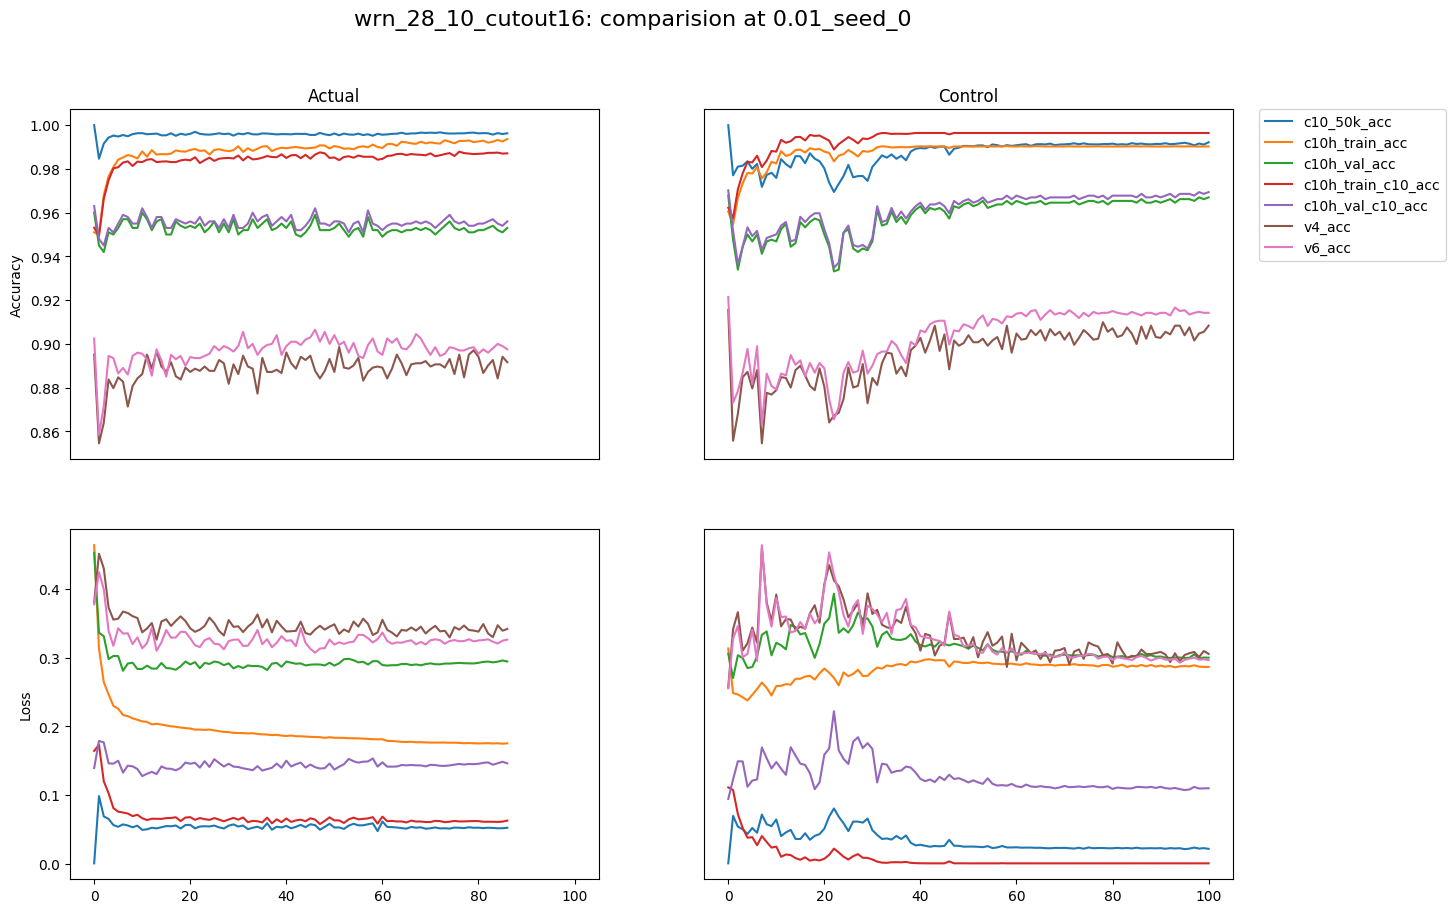 wrn_28_10_cutout16: comparision at 0.01_seed_0
Actual
Control
Accuracy
1.00
0.98
0.96
0.94
0.92
0.90
0.88
0.86
c10_50k_acc
c10h_train_acc
c10h_val_acc
c10h_train_c10_acc
c10h_val_c10_acc
v4_acc
v6_acc
Loss
0.4
0.3
0.2
0.1
0.0
0 20 40 60 80 100
0 20 40 60 80 100